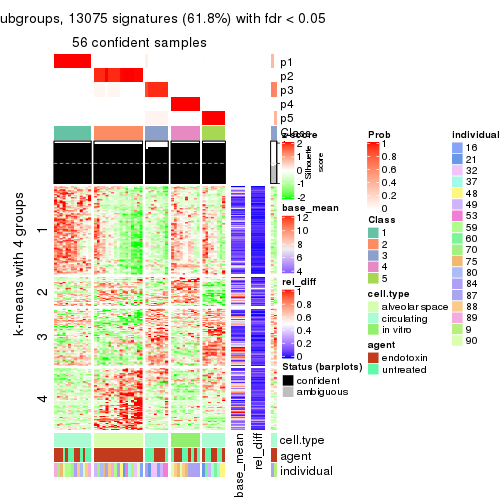 ubgroups, 13075 signatures (61.8%) with fdr < 0.05
56 confident samples
p1
p2
p3
p4
p5
Class
k-means with 4 groups
1
2
3
4
z-score
2
1
0
-1
-2
Silhouette
score
base_mean
12
10
8
6
4
rel_diff
1
0.8
0.6
0.4
0.2
0
Status (barplots)
confident
ambiguous
Prob
1
0.8
0.6
0.4
0.2
0
Class
1
2
3
4
5
cell.type
alveolar space
circulating
in vitro
agent
endotoxin
untreated
individual
16
21
32
37
48
49
53
59
60
70
75
80
84
87
88
89
9
90
cell.type
agent
individual
base_mean
rel_diff